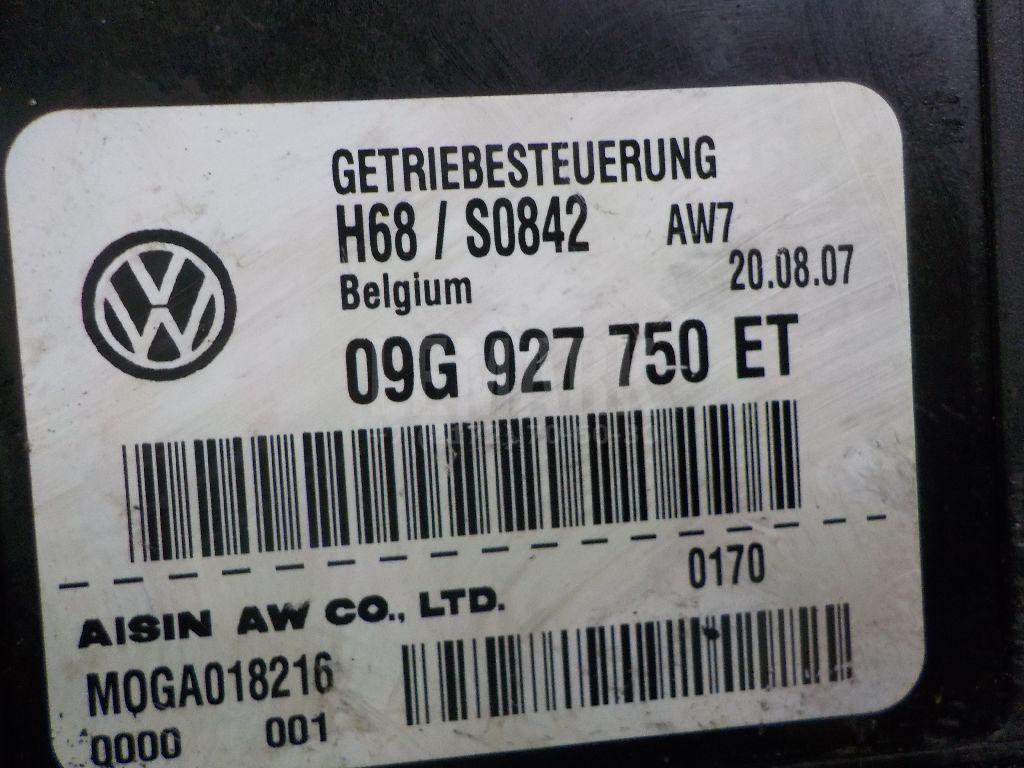 GETRIEBESTEUERUNG
H68 / S0842 AW7
Belgium 20.08.07
09G 927 750 ET
0170
AISIN AW CO., LTD.
MOGA018216
0000 001